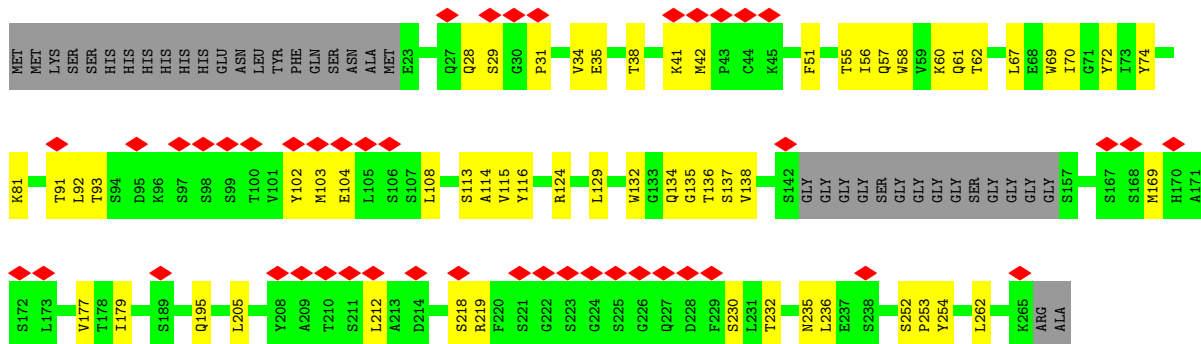 MET MET LYS SER SER HIS HIS HIS HIS HIS HIS GLU ASN LEU TYR PHE GLN SER ASN ALA MET E23 Q27 Q28 S29 G30 P31 V34 E35 T38 K41 M42 P43 C44 K45 F51 T55 I56 Q57 W58 V59 K60 Q61 T62 L67 E68 W69 I70 G71 Y72 I73 Y74
K81 T91 L92 T93 S94 D95 K96 S97 S98 S99 T100 V101 Y102 M103 E104 L105 S106 S107 L108 S113 A114 V115 Y116 R124 L129 W132 G133 Q134 G135 T136 S137 V138 S142 GLY GLY GLY GLY SER GLY GLY GLY GLY SER GLY GLY GLY GLY S157 S167 S168 M169 H170 A171
S172 L173 V177 T178 I179 S189 Q195 L205 Y208 A209 T210 S211 L212 A213 D214 S218 R219 F220 S221 G222 S223 G224 S225 G226 Q227 D228 F229 S230 L231 T232 N235 L236 E237 S238 S252 P253 Y254 L262 K265 ARG ALA